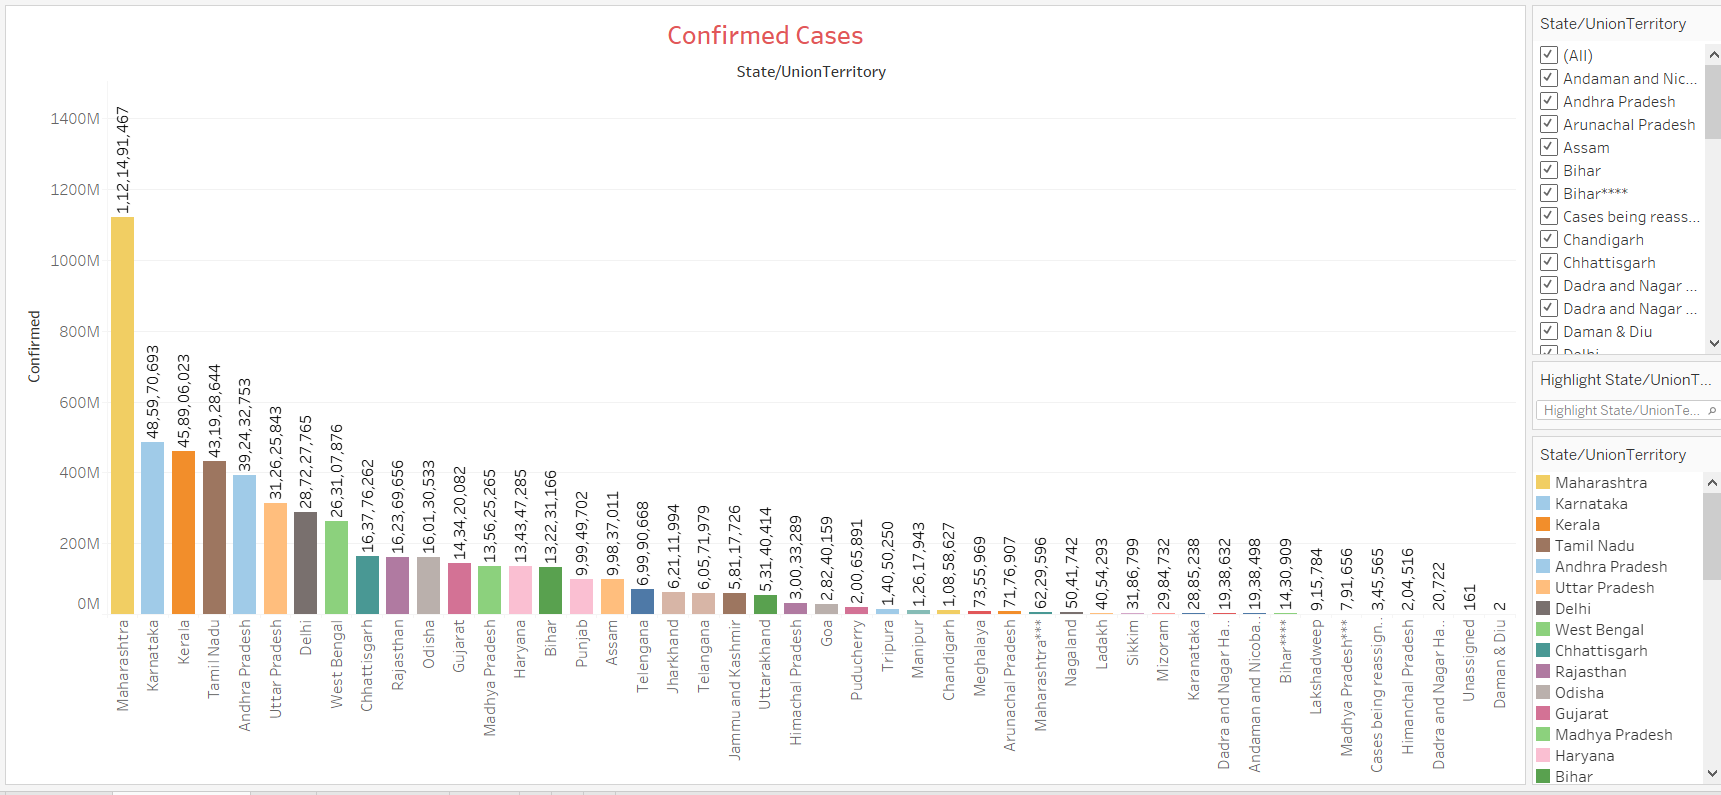 Confirmed Cases
State/UnionTerritory
Confirmed
1400M
1200M
1000M
800M
600M
400M
200M
0M
1,12,14,91,467
48,59,70,693
45,89,06,023
43,19,28,644
39,24,32,753
31,26,25,843
28,72,27,765
26,31,07,876
16,37,76,262
16,23,69,656
16,01,30,533
14,34,20,082
13,56,25,265
13,43,47,285
13,22,31,166
9,99,49,702
9,98,37,011
6,99,90,668
6,21,11,994
6,05,71,979
5,81,17,726
5,31,40,414
3,00,33,289
2,82,40,159
2,00,65,891
1,40,50,250
1,26,17,943
1,08,58,627
73,55,969
71,76,907
62,29,596
50,41,742
40,54,293
31,86,799
29,84,732
28,85,238
19,38,632
19,38,498
14,30,909
9,15,784
7,91,656
3,45,565
2,04,516
20,722
161
2
Maharashtra
Karnataka
Kerala
Tamil Nadu
Andhra Pradesh
Uttar Pradesh
Delhi
West Bengal
Chhattisgarh
Rajasthan
Odisha
Gujarat
Madhya Pradesh
Haryana
Bihar
Punjab
Assam
Telengana
Jharkhand
Telangana
Jammu and Kashmir
Uttarakhand
Himachal Pradesh
Goa
Puducherry
Tripura
Manipur
Chandigarh
Meghalaya
Arunachal Pradesh
Maharashtra***
Nagaland
Ladakh
Sikkim
Mizoram
Karanataka
Dadra and Nagar Ha..
Andaman and Nicoba..
Bihar****
Lakshadweep
Madhya Pradesh***
Cases being reassign..
Himanchal Pradesh
Dadra and Nagar Ha..
Unassigned
Daman & Diu
State/UnionTerritory
(All)
Andaman and Nic...
Andhra Pradesh
Arunachal Pradesh
Assam
Bihar
Bihar****
Cases being reass...
Chandigarh
Chhattisgarh
Dadra and Nagar ...
Dadra and Nagar ...
Daman & Diu
Delhi
Highlight State/UnionT...
Highlight State/UnionTe...
State/UnionTerritory
Maharashtra
Karnataka
Kerala
Tamil Nadu
Andhra Pradesh
Uttar Pradesh
Delhi
West Bengal
Chhattisgarh
Rajasthan
Odisha
Gujarat
Madhya Pradesh
Haryana
Bihar